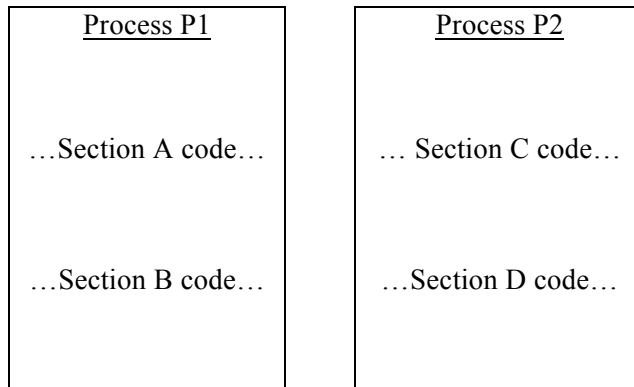 Process P1
…Section A code…
…Section B code…
Process P2
… Section C code…
…Section D code…